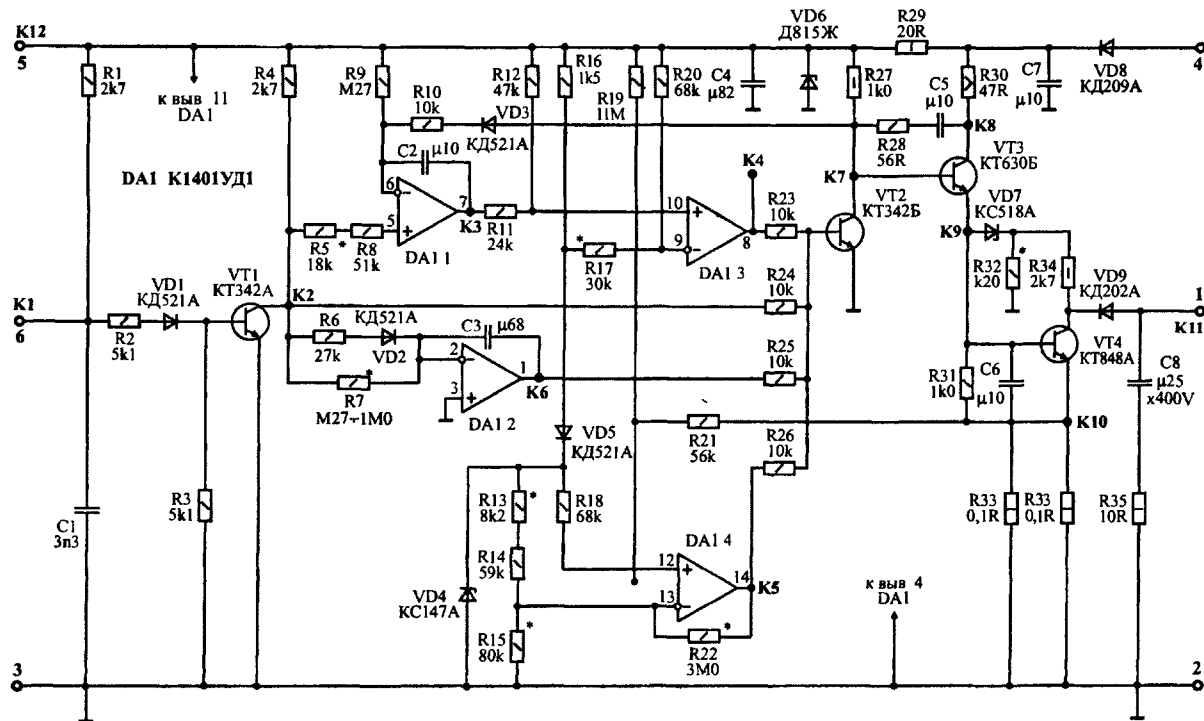 K12
5
R1
2k7
к выв 11
DA1
R4
2k7
R9
M27
R10
10k
VD3
КД521А
R12
47k
R16
1k5
R19
11M
R20
68k
C4
μ82
VD6
Д815Ж
R27
1k0
R29
20R
C5
μ10
R30
47R
C7
μ10
VD8
КД209А
4
DA1 К1401УД1
C2
μ10
6
5
7
K3
DA1 1
R5
18k
*
R8
51k
R11
24k
K4
10
9
8
DA1 3
*
R17
30k
R23
10k
K7
R28
56R
K8
VT3
КТ630Б
VT2
КТ342Б
K9
VD7
КС518А
R32
k20
*
R34
2k7
VD9
КД202А
1
K11
K1
6
R2
5k1
VD1
КД521А
VT1
КТ342А
K2
КД521А
R6
27k
VD2
C3
μ68
R7
M27-1M0
*
2
3
1
K6
DA1 2
R24
10k
R25
10k
R31
1k0
C6
μ10
VT4
КТ848А
C8
μ25
x400V
R21
56k
K10
VD5
КД521А
R26
10k
C1
3n3
R3
5k1
R13
8k2
*
R18
68k
R14
59k
VD4
КС147А
R15
80k
*
DA1 4
12
13
14
K5
R22
3M0
*
R33
0,1R
R33
0,1R
R35
10R
к выв 4
DA1
3
2